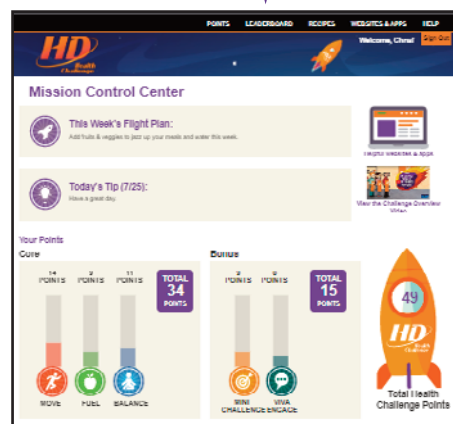 POINTS LEADERBOARD RECIPES WEBSITES & APPS HELP
Welcome, Chris! Sign Out
HD
Health
Challenge
Mission Control Center
This Week's Flight Plan:
Add fruits & veggies to jazz up your meals and water this week.
Helpful Websites & Apps
Today's Tip (7/25):
Have a great day
View the Challenge Overview
Video
Your Points
Core
14 9 11
POINTS POINTS POINTS
TOTAL
34
POINTS
MOVE FUEL BALANCE
Bonus
9 6
POINTS POINTS
TOTAL
15
POINTS
MINI VIVA
CHALLENGE ENGAGE
49
HD
Health
Challenge
Total Health
Challenge Points